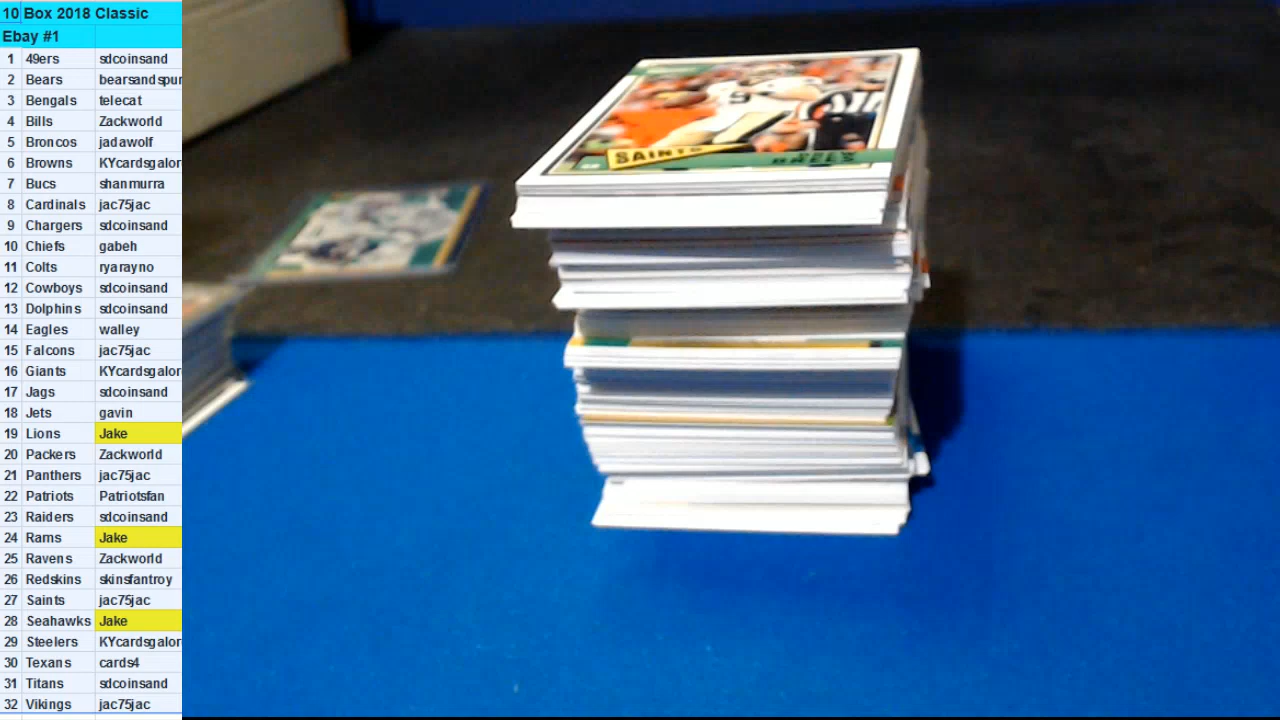 10 Box 2018 Classic
Ebay #1
1 49ers sdcoinsand
2 Bears bearsandspur
3 Bengals telecat
4 Bills Zackworld
5 Broncos jadawolf
6 Browns KYcardsgalor
7 Bucs shanmurra
8 Cardinals jac75jac
9 Chargers sdcoinsand
10 Chiefs gabeh
11 Colts ryarayno
12 Cowboys sdcoinsand
13 Dolphins sdcoinsand
14 Eagles walley
15 Falcons jac75jac
16 Giants KYcardsgalor
17 Jags sdcoinsand
18 Jets gavin
19 Lions Jake
20 Packers Zackworld
21 Panthers jac75jac
22 Patriots Patriotsfan
23 Raiders sdcoinsand
24 Rams Jake
25 Ravens Zackworld
26 Redskins skinsfantroy
27 Saints jac75jac
28 Seahawks Jake
29 Steelers KYcardsgalor
30 Texans cards4
31 Titans sdcoinsand
32 Vikings jac75jac
9
SAINTS
BREES